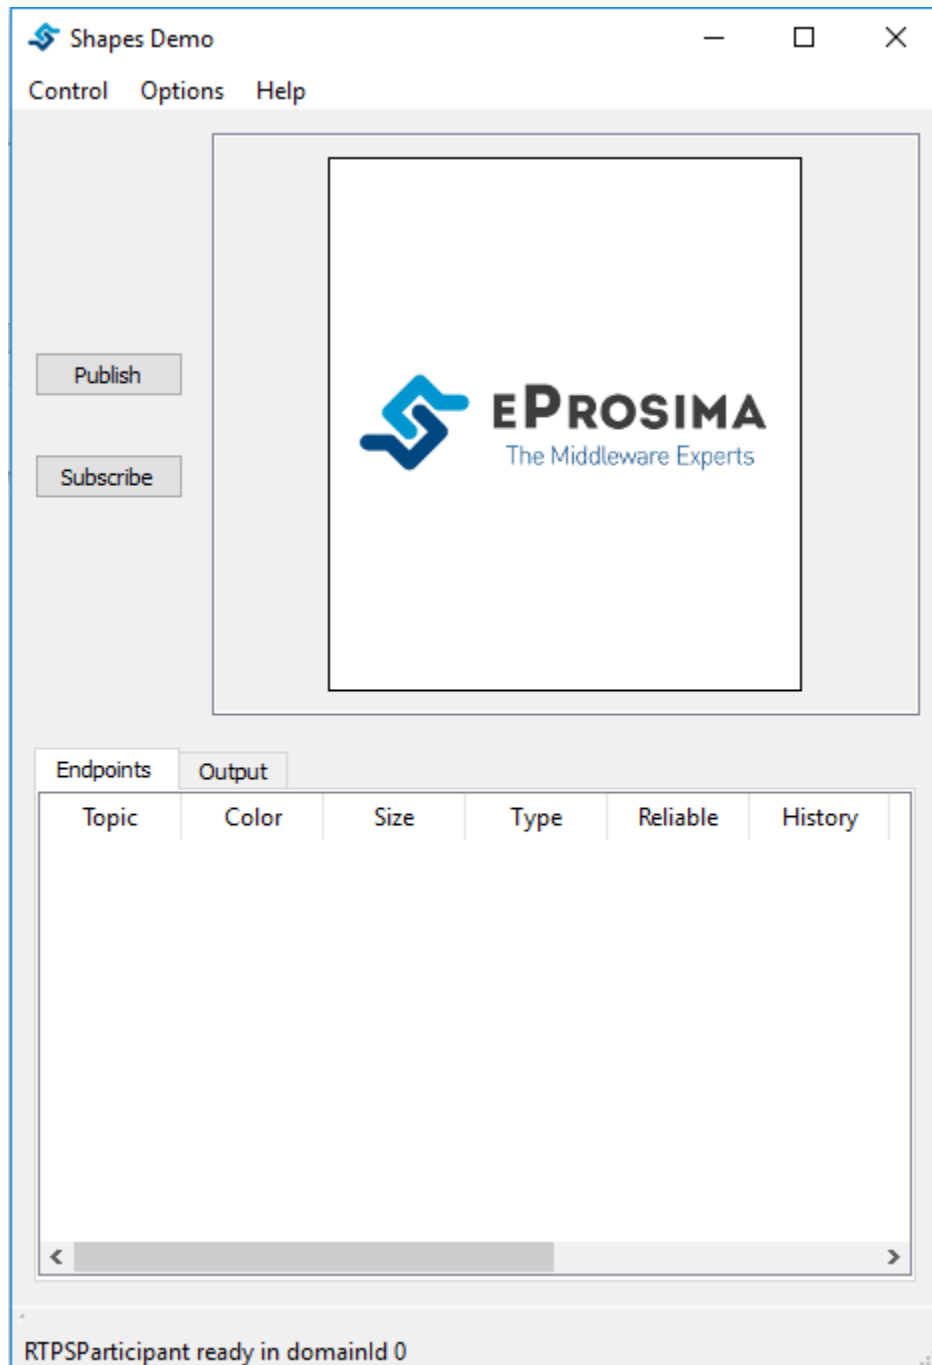 Shapes Demo
Control Options Help
Publish
Subscribe
EPROSIMA
The Middleware Experts
Endpoints Output
Topic Color Size Type Reliable History
RTPSParticipant ready in domainId 0